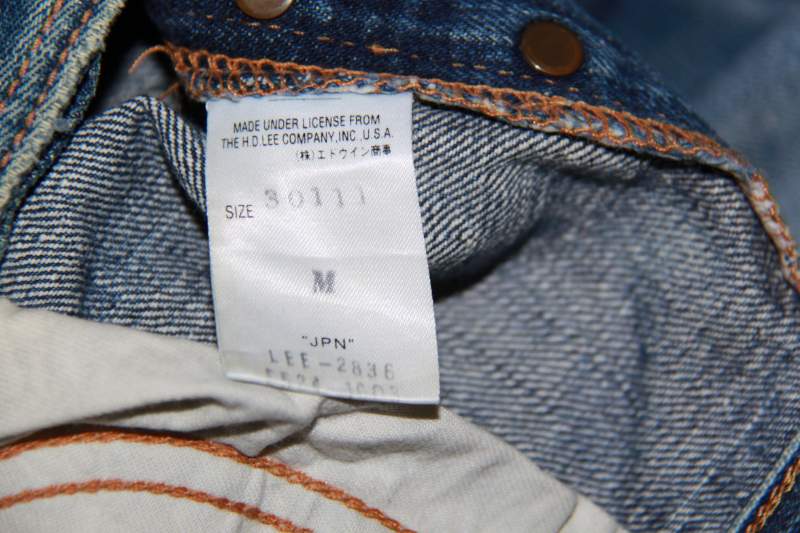 MADE UNDER LICENSE FROM
THE H.D.LEE COMPANY,INC.,U.S.A.
(株)エドウイン商事
SIZE 30111
M
"JPN"
LEE-2836